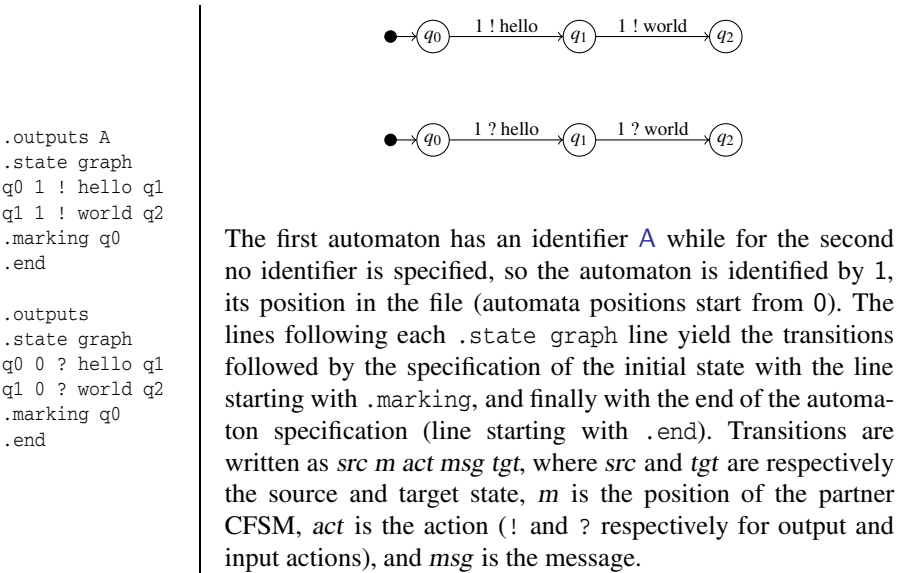 .outputs A
.state graph
q0 1 ! hello q1
q1 1 ! world q2
.marking q0
.end
.outputs
.state graph
q0 0 ? hello q1
q1 0 ? world q2
.marking q0
.end
q0 1 ! hello q1 1 ! world q2
q0 1 ? hello q1 1 ? world q2
The first automaton has an identifier A while for the second
no identifier is specified, so the automaton is identified by 1,
its position in the file (automata positions start from 0). The
lines following each .state graph line yield the transitions
followed by the specification of the initial state with the line
starting with .marking, and finally with the end of the automa-
ton specification (line starting with .end). Transitions are
written as src m act msg tgt, where src and tgt are respectively
the source and target state, m is the position of the partner
CFSM, act is the action (! and ? respectively for output and
input actions), and msg is the message.